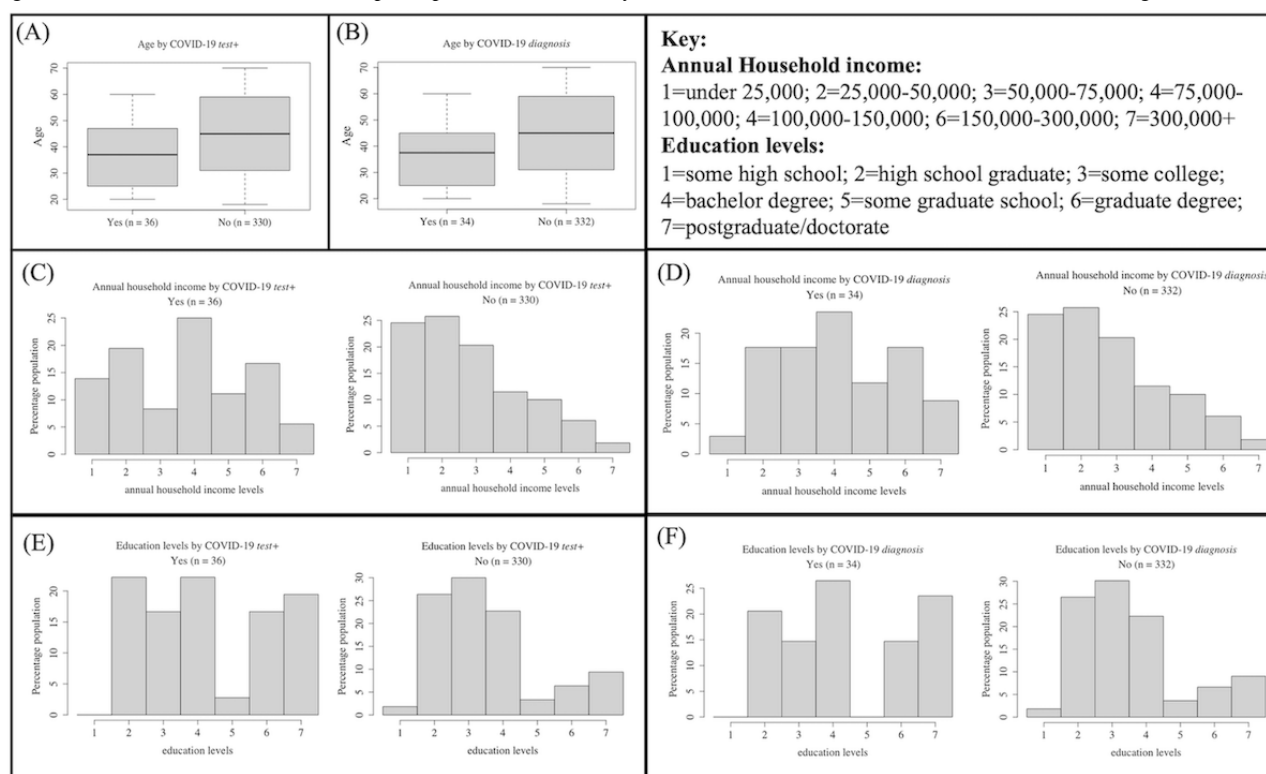 (A)
Age by COVID-19 test+
Age
70
60
50
40
30
20
Yes (n = 36)
No (n = 330)
(B)
Age by COVID-19 diagnosis
Age
70
60
50
40
30
20
Yes (n = 34)
No (n = 332)
Key:
Annual Household income:
1=under 25,000; 2=25,000-50,000; 3=50,000-75,000; 4=75,000-
100,000; 4=100,000-150,000; 6=150,000-300,000; 7=300,000+
Education levels:
1=some high school; 2=high school graduate; 3=some college;
4=bachelor degree; 5=some graduate school; 6=graduate degree;
7=postgraduate/doctorate
(C)
Annual household income by COVID-19 test+
Yes (n = 36)
Percentage population
25
20
15
10
5
0
1 2 3 4 5 6 7
annual household income levels
Annual household income by COVID-19 test+
No (n = 330)
Percentage population
25
20
15
10
5
0
1 2 3 4 5 6 7
annual household income levels
(D)
Annual household income by COVID-19 diagnosis
Yes (n = 34)
Percentage population
20
15
10
5
0
1 2 3 4 5 6 7
annual household income levels
Annual household income by COVID-19 diagnosis
No (n = 332)
Percentage population
25
20
15
10
5
0
1 2 3 4 5 6 7
annual household income levels
(E)
Education levels by COVID-19 test+
Yes (n = 36)
Percentage population
20
15
10
5
0
1 2 3 4 5 6 7
education levels
Education levels by COVID-19 test+
No (n = 330)
Percentage population
30
25
20
15
10
5
0
1 2 3 4 5 6 7
education levels
(F)
Education levels by COVID-19 diagnosis
Yes (n = 34)
Percentage population
25
20
15
10
5
0
1 2 3 4 5 6 7
education levels
Education levels by COVID-19 diagnosis
No (n = 332)
Percentage population
30
25
20
15
10
5
0
1 2 3 4 5 6 7
education levels